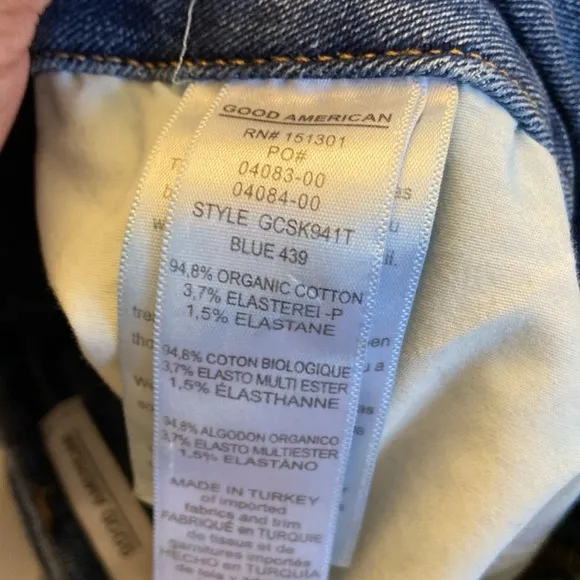 GOOD AMERICAN
RN# 151301
PO#
04083-00
04084-00
STYLE GCSK941T
BLUE 439
94,8% ORGANIC COTTON
3,7% ELASTEREI -P
1,5% ELASTANE
94,8% COTON BIOLOGIQUE
3,7% ELASTO MULTI ESTER
1,5% ÉLASTHANNE
94,8% ALGODON ORGANICO
3,7% ELASTO MULTIESTER
1,5% ELASTANO
MADE IN TURKEY
of imported
fabrics and trim
FABRIQUÉ en TURQUIE
de tissus et de
garnitures importés
HECHO en TURQUÍA
GOOD AMERICAN